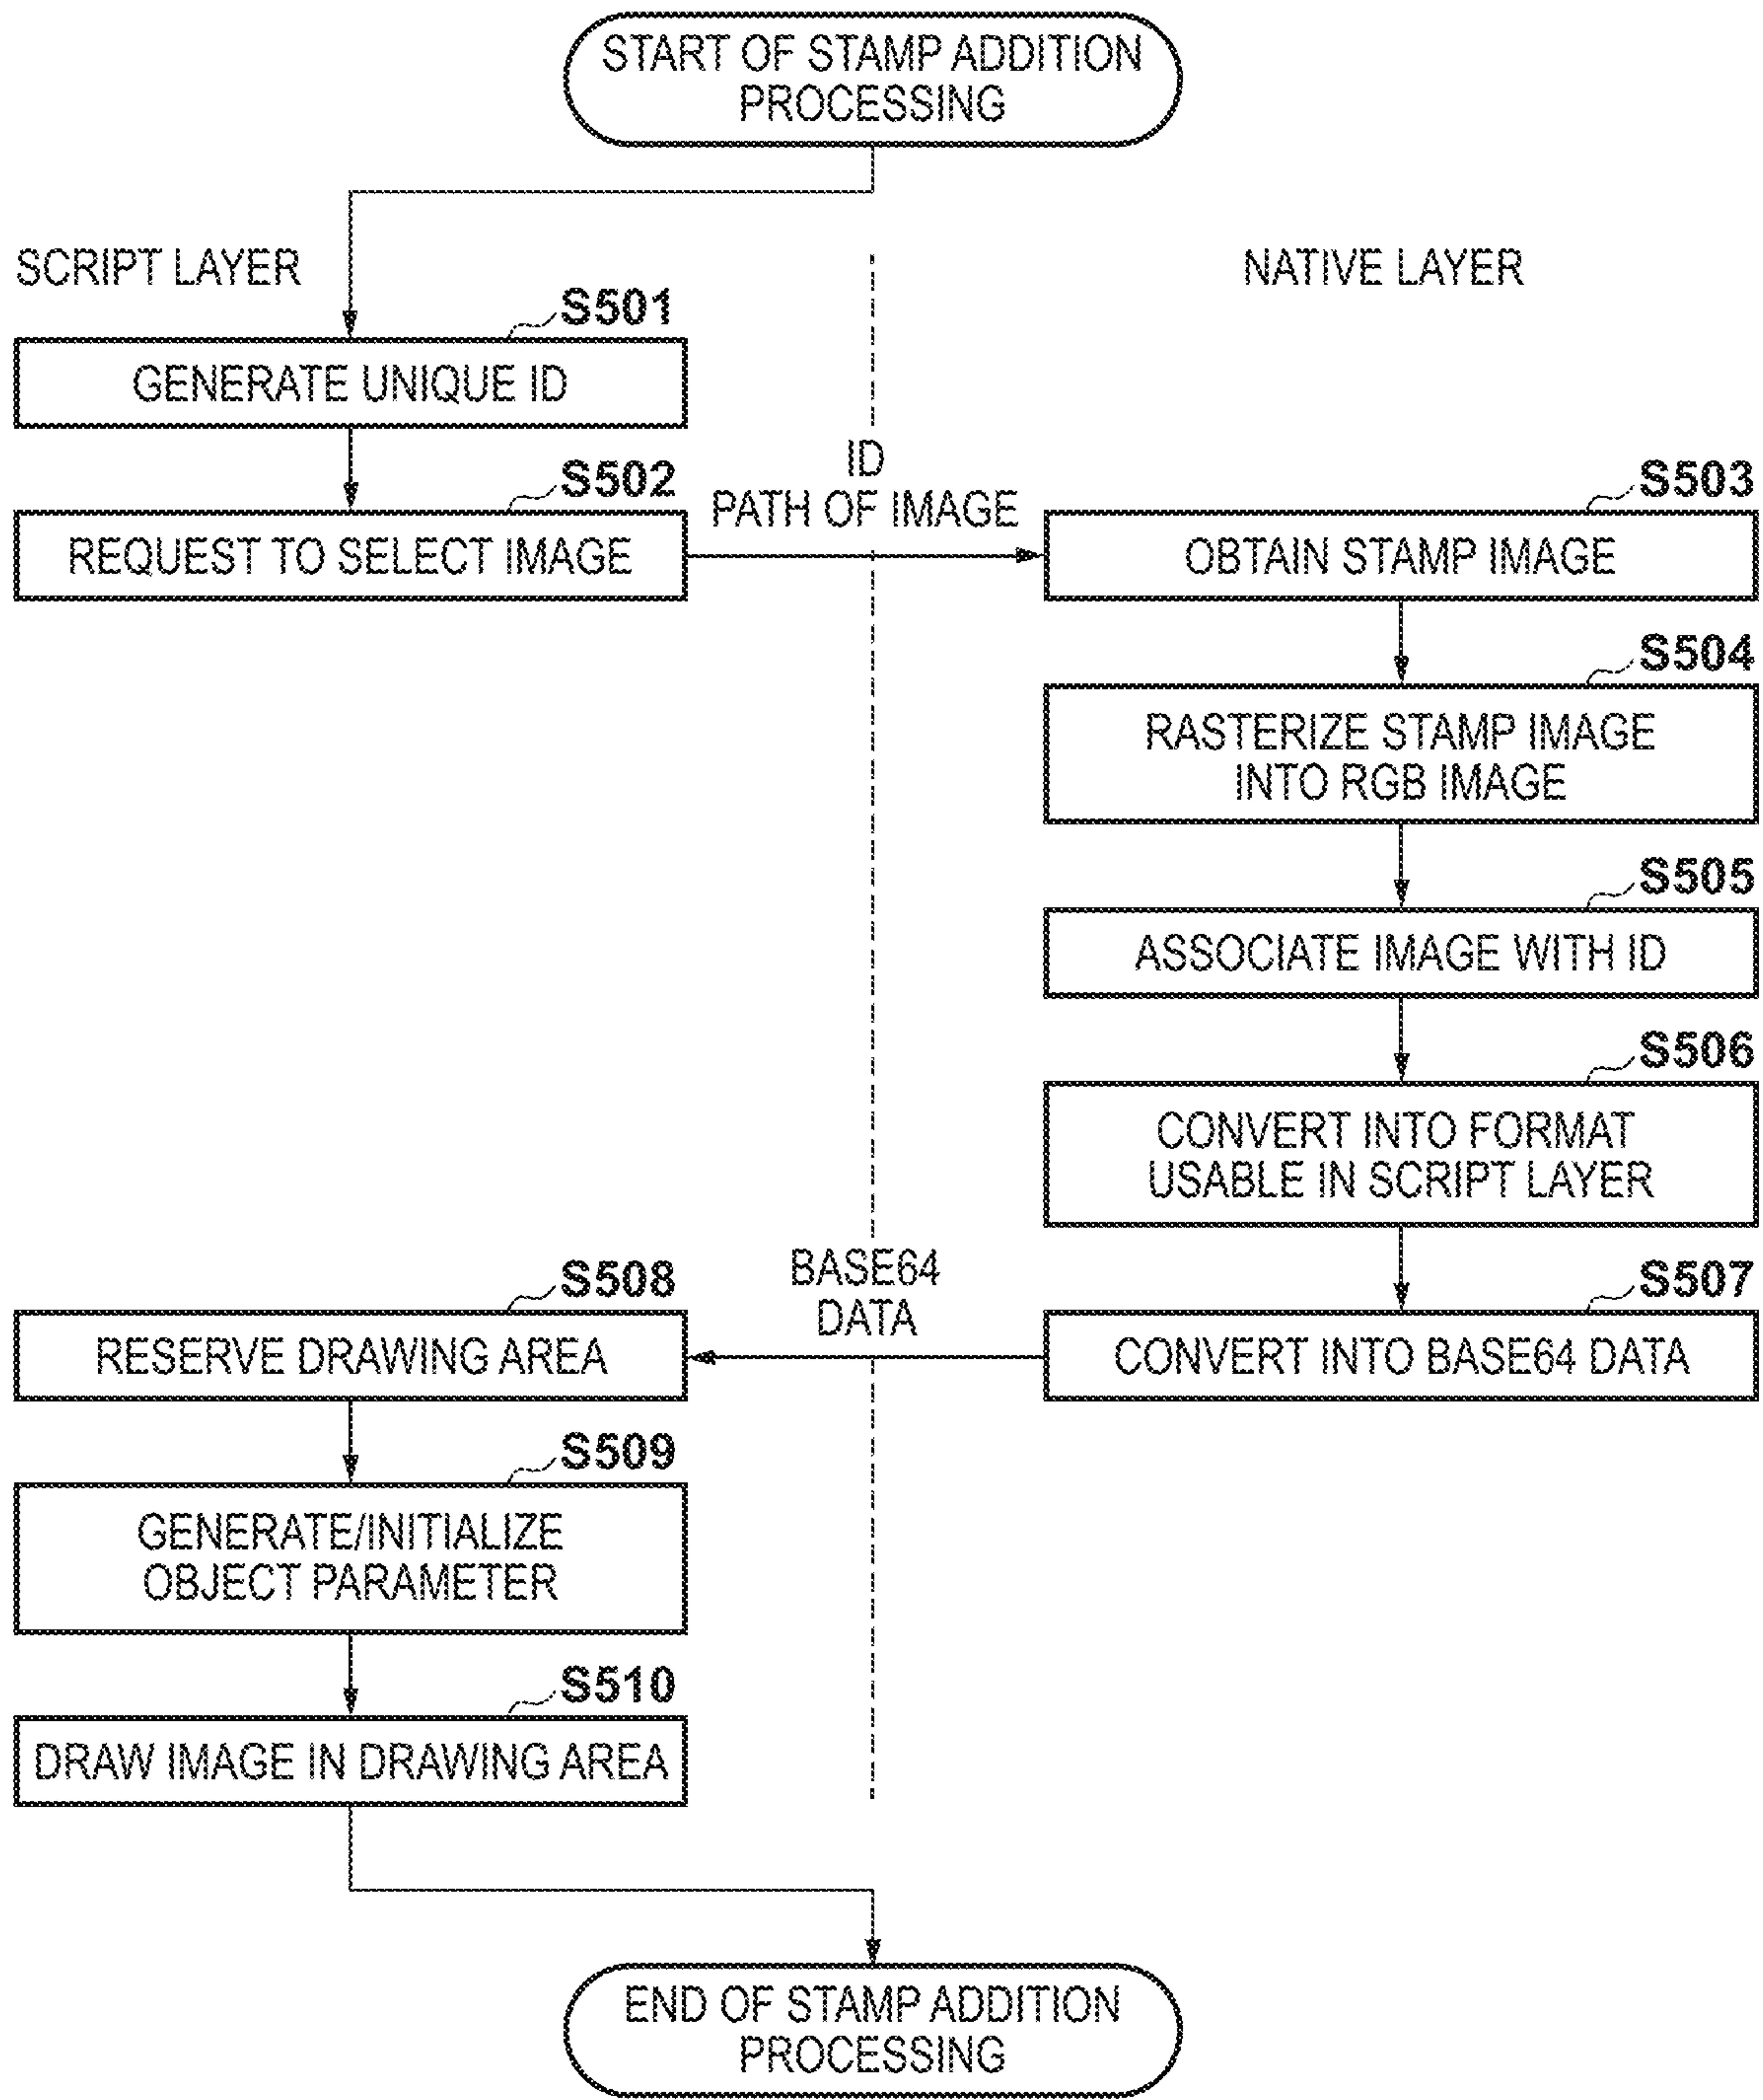 START OF STAMP ADDITION
PROCESSING
SCRIPT LAYER
NATIVE LAYER
S501
GENERATE UNIQUE ID
S502
REQUEST TO SELECT IMAGE
ID
PATH OF IMAGE
S503
OBTAIN STAMP IMAGE
S504
RASTERIZE STAMP IMAGE
INTO RGB IMAGE
S505
ASSOCIATE IMAGE WITH ID
S506
CONVERT INTO FORMAT
USABLE IN SCRIPT LAYER
S507
CONVERT INTO BASE64 DATA
BASE64
DATA
S508
RESERVE DRAWING AREA
S509
GENERATE/INITIALIZE
OBJECT PARAMETER
S510
DRAW IMAGE IN DRAWING AREA
END OF STAMP ADDITION
PROCESSING